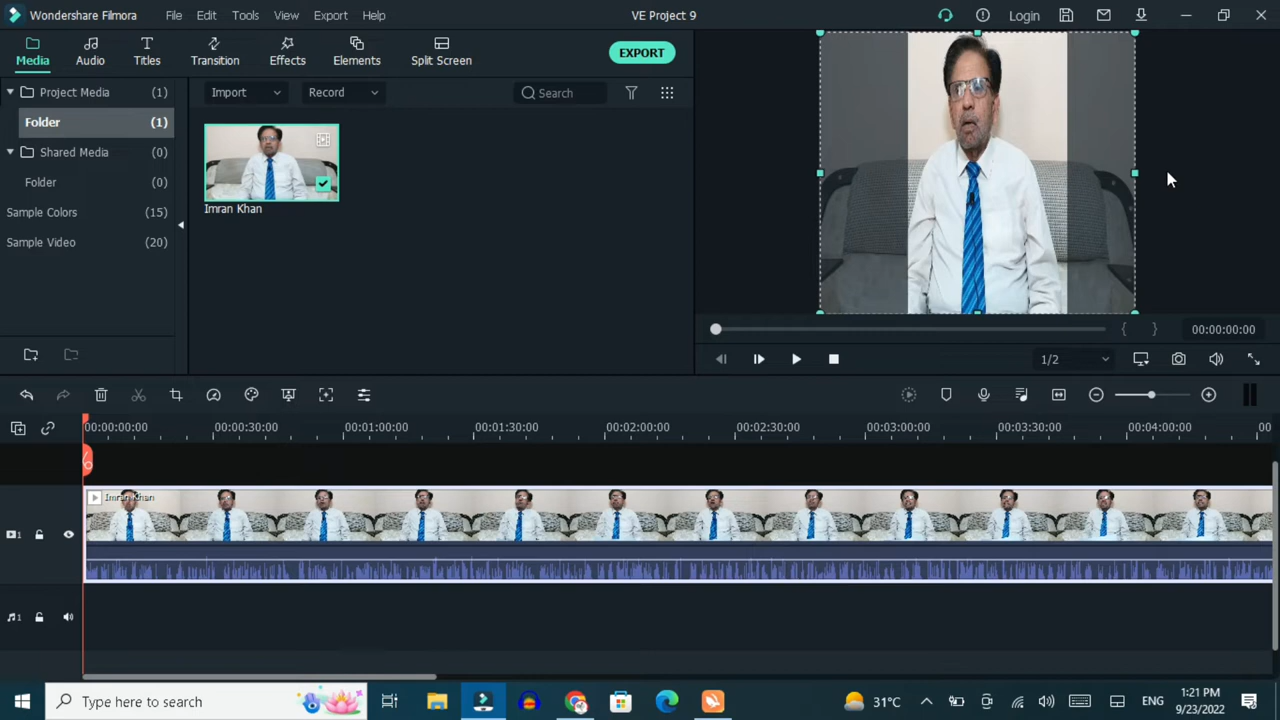 Wondershare Filmora File Edit Tools View Export Help VE Project 9 Login
Media Audio Titles Transition Effects Elements Split Screen EXPORT
Project Media (1)
Folder (1)
Shared Media (0)
Folder (0)
Sample Colors (15)
Sample Video (20)
Import Record Search
Imran Khan
00:00:00:00
1/2
00:00:00:00 00:00:30:00 00:01:00:00 00:01:30:00 00:02:00:00 00:02:30:00 00:03:00:00 00:03:30:00 00:04:00:00 00
Imran Khan
1
1
Type here to search 31°C ENG 1:21 PM
9/23/2022